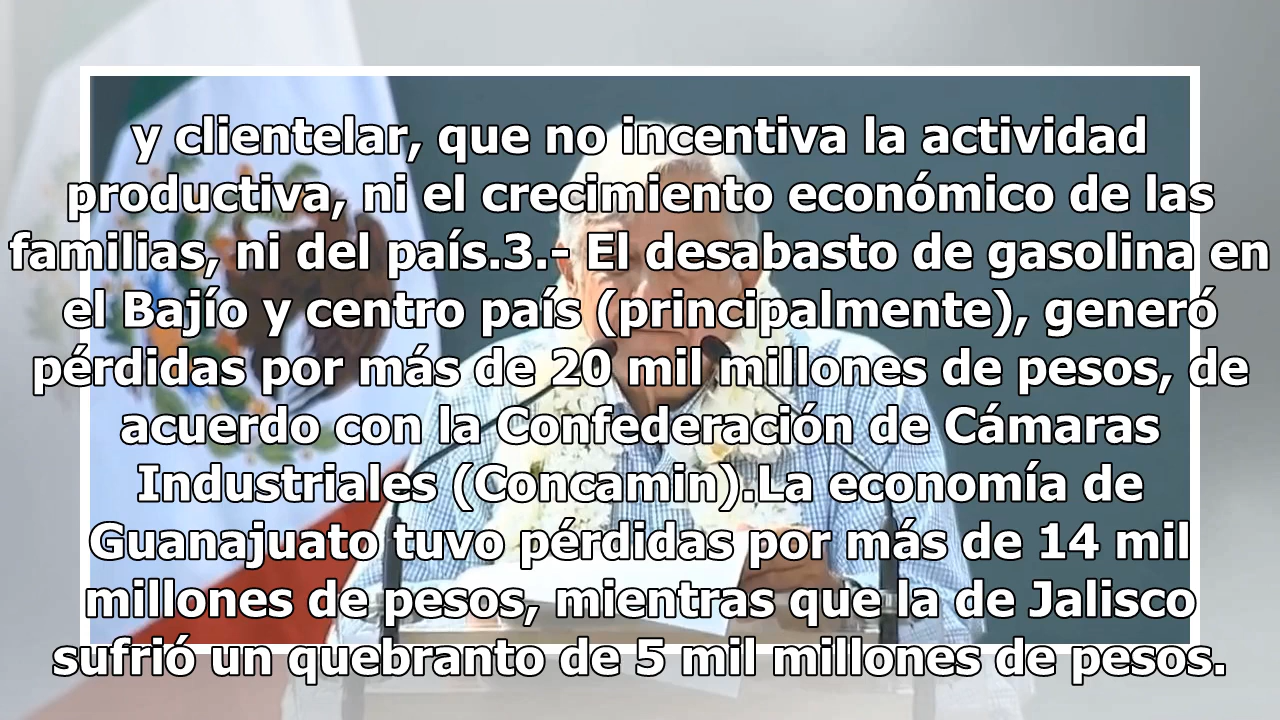 y clientelar, que no incentiva la actividad
productiva, ni el crecimiento económico de las
familias, ni del país.3.- El desabasto de gasolina en
el Bajío y centro país (principalmente), generó
pérdidas por más de 20 mil millones de pesos, de
acuerdo con la Confederación de Cámaras
Industriales (Concamin).La economía de
Guanajuato tuvo pérdidas por más de 14 mil
millones de pesos, mientras que la de Jalisco
sufrió un quebranto de 5 mil millones de pesos.